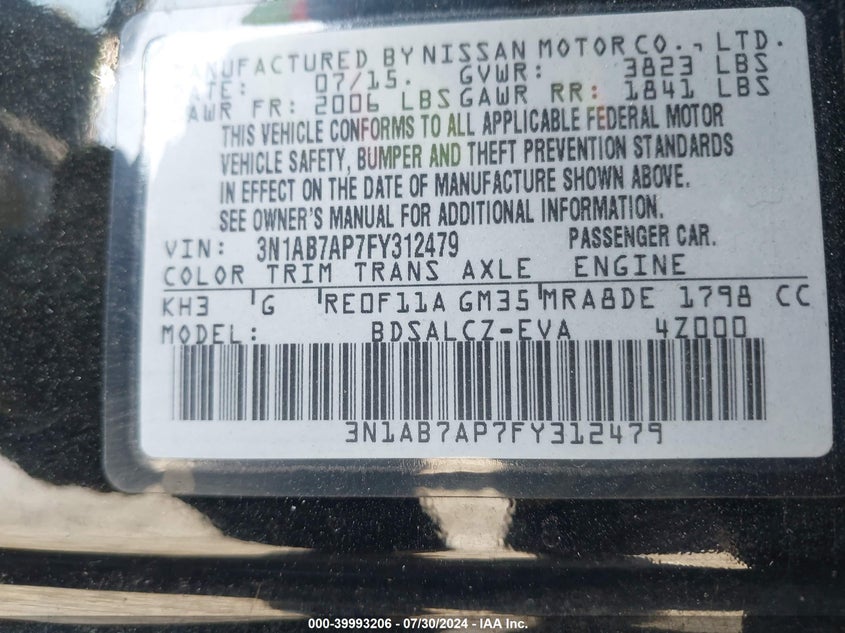 MANUFACTURED BY NISSAN MOTOR CO., LTD.
DATE: 07/15. GVWR: 3823 LBS
GAWR FR: 2006 LBS GAWR RR: 1841 LBS
THIS VEHICLE CONFORMS TO ALL APPLICABLE FEDERAL MOTOR
VEHICLE SAFETY, BUMPER AND THEFT PREVENTION STANDARDS
IN EFFECT ON THE DATE OF MANUFACTURE SHOWN ABOVE.
SEE OWNER'S MANUAL FOR ADDITIONAL INFORMATION.
VIN: 3N1AB7AP7FY312479 PASSENGER CAR.
COLOR TRIM TRANS AXLE ENGINE
KH3 G RE0F11A GM35 MRA8DE 1798 CC
MODEL: BDSALCZ-EVA 4Z000
3N1AB7AP7FY312479
000-39993206 - 07/30/2024 - IAA Inc.